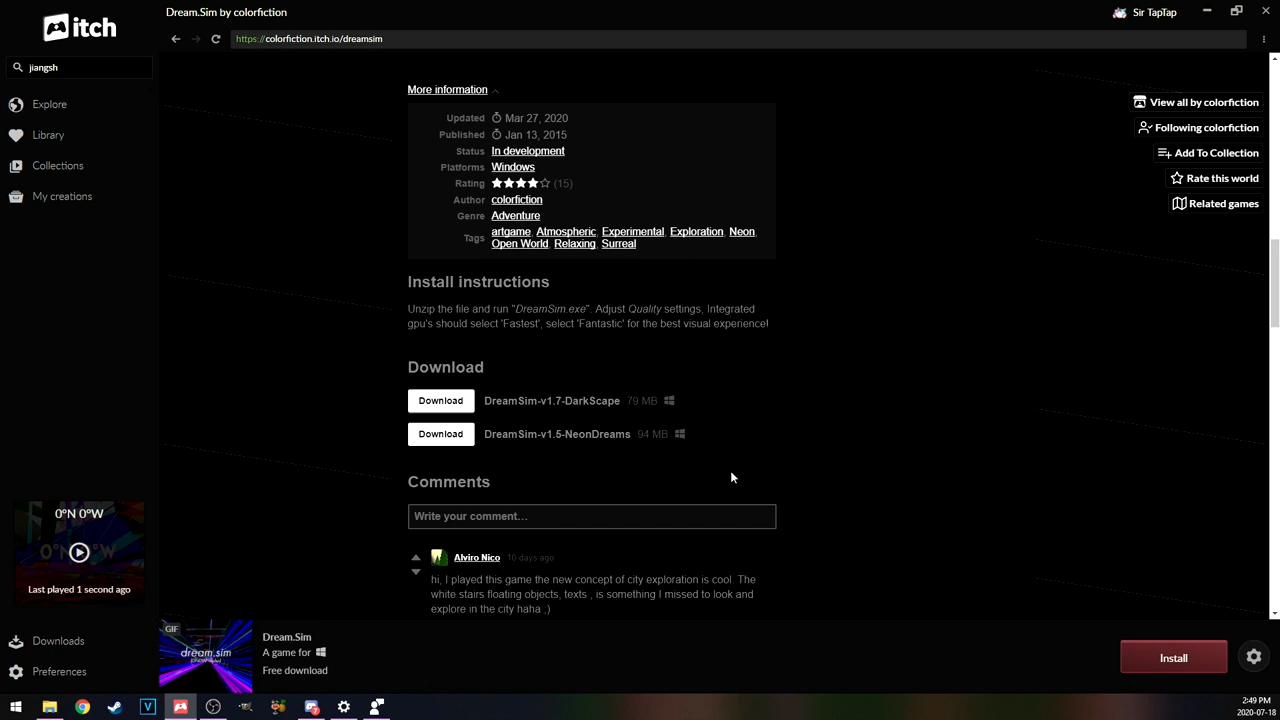 Dream.Sim by colorfiction
Sir TapTap
itch
https://colorfiction.itch.io/dreamsim
jiangsh
Explore
Library
Collections
My creations
0°N 0°W
0°N 0°W
Last played 1 second ago
Downloads
Preferences
More information
Updated Mar 27, 2020
Published Jan 13, 2015
Status In development
Platforms Windows
Rating (15)
Author colorfiction
Genre Adventure
Tags artgame, Atmospheric, Experimental, Exploration, Neon,
Open World, Relaxing, Surreal
Install instructions
Unzip the file and run "DreamSim.exe". Adjust Quality settings, Integrated
gpu's should select 'Fastest', select 'Fantastic' for the best visual experience!
Download
Download DreamSim-v1.7-DarkScape 79 MB
Download DreamSim-v1.5-NeonDreams 94 MB
Comments
Write your comment...
Alviro Nico 10 days ago
hi, I played this game the new concept of city exploration is cool. The
white stairs floating objects, texts , is something I missed to look and
explore in the city haha ;)
View all by colorfiction
Following colorfiction
Add To Collection
Rate this world
Related games
GIF
dream.sim
Dream.Sim
A game for
Free download
Install
2:49 PM
2020-07-18